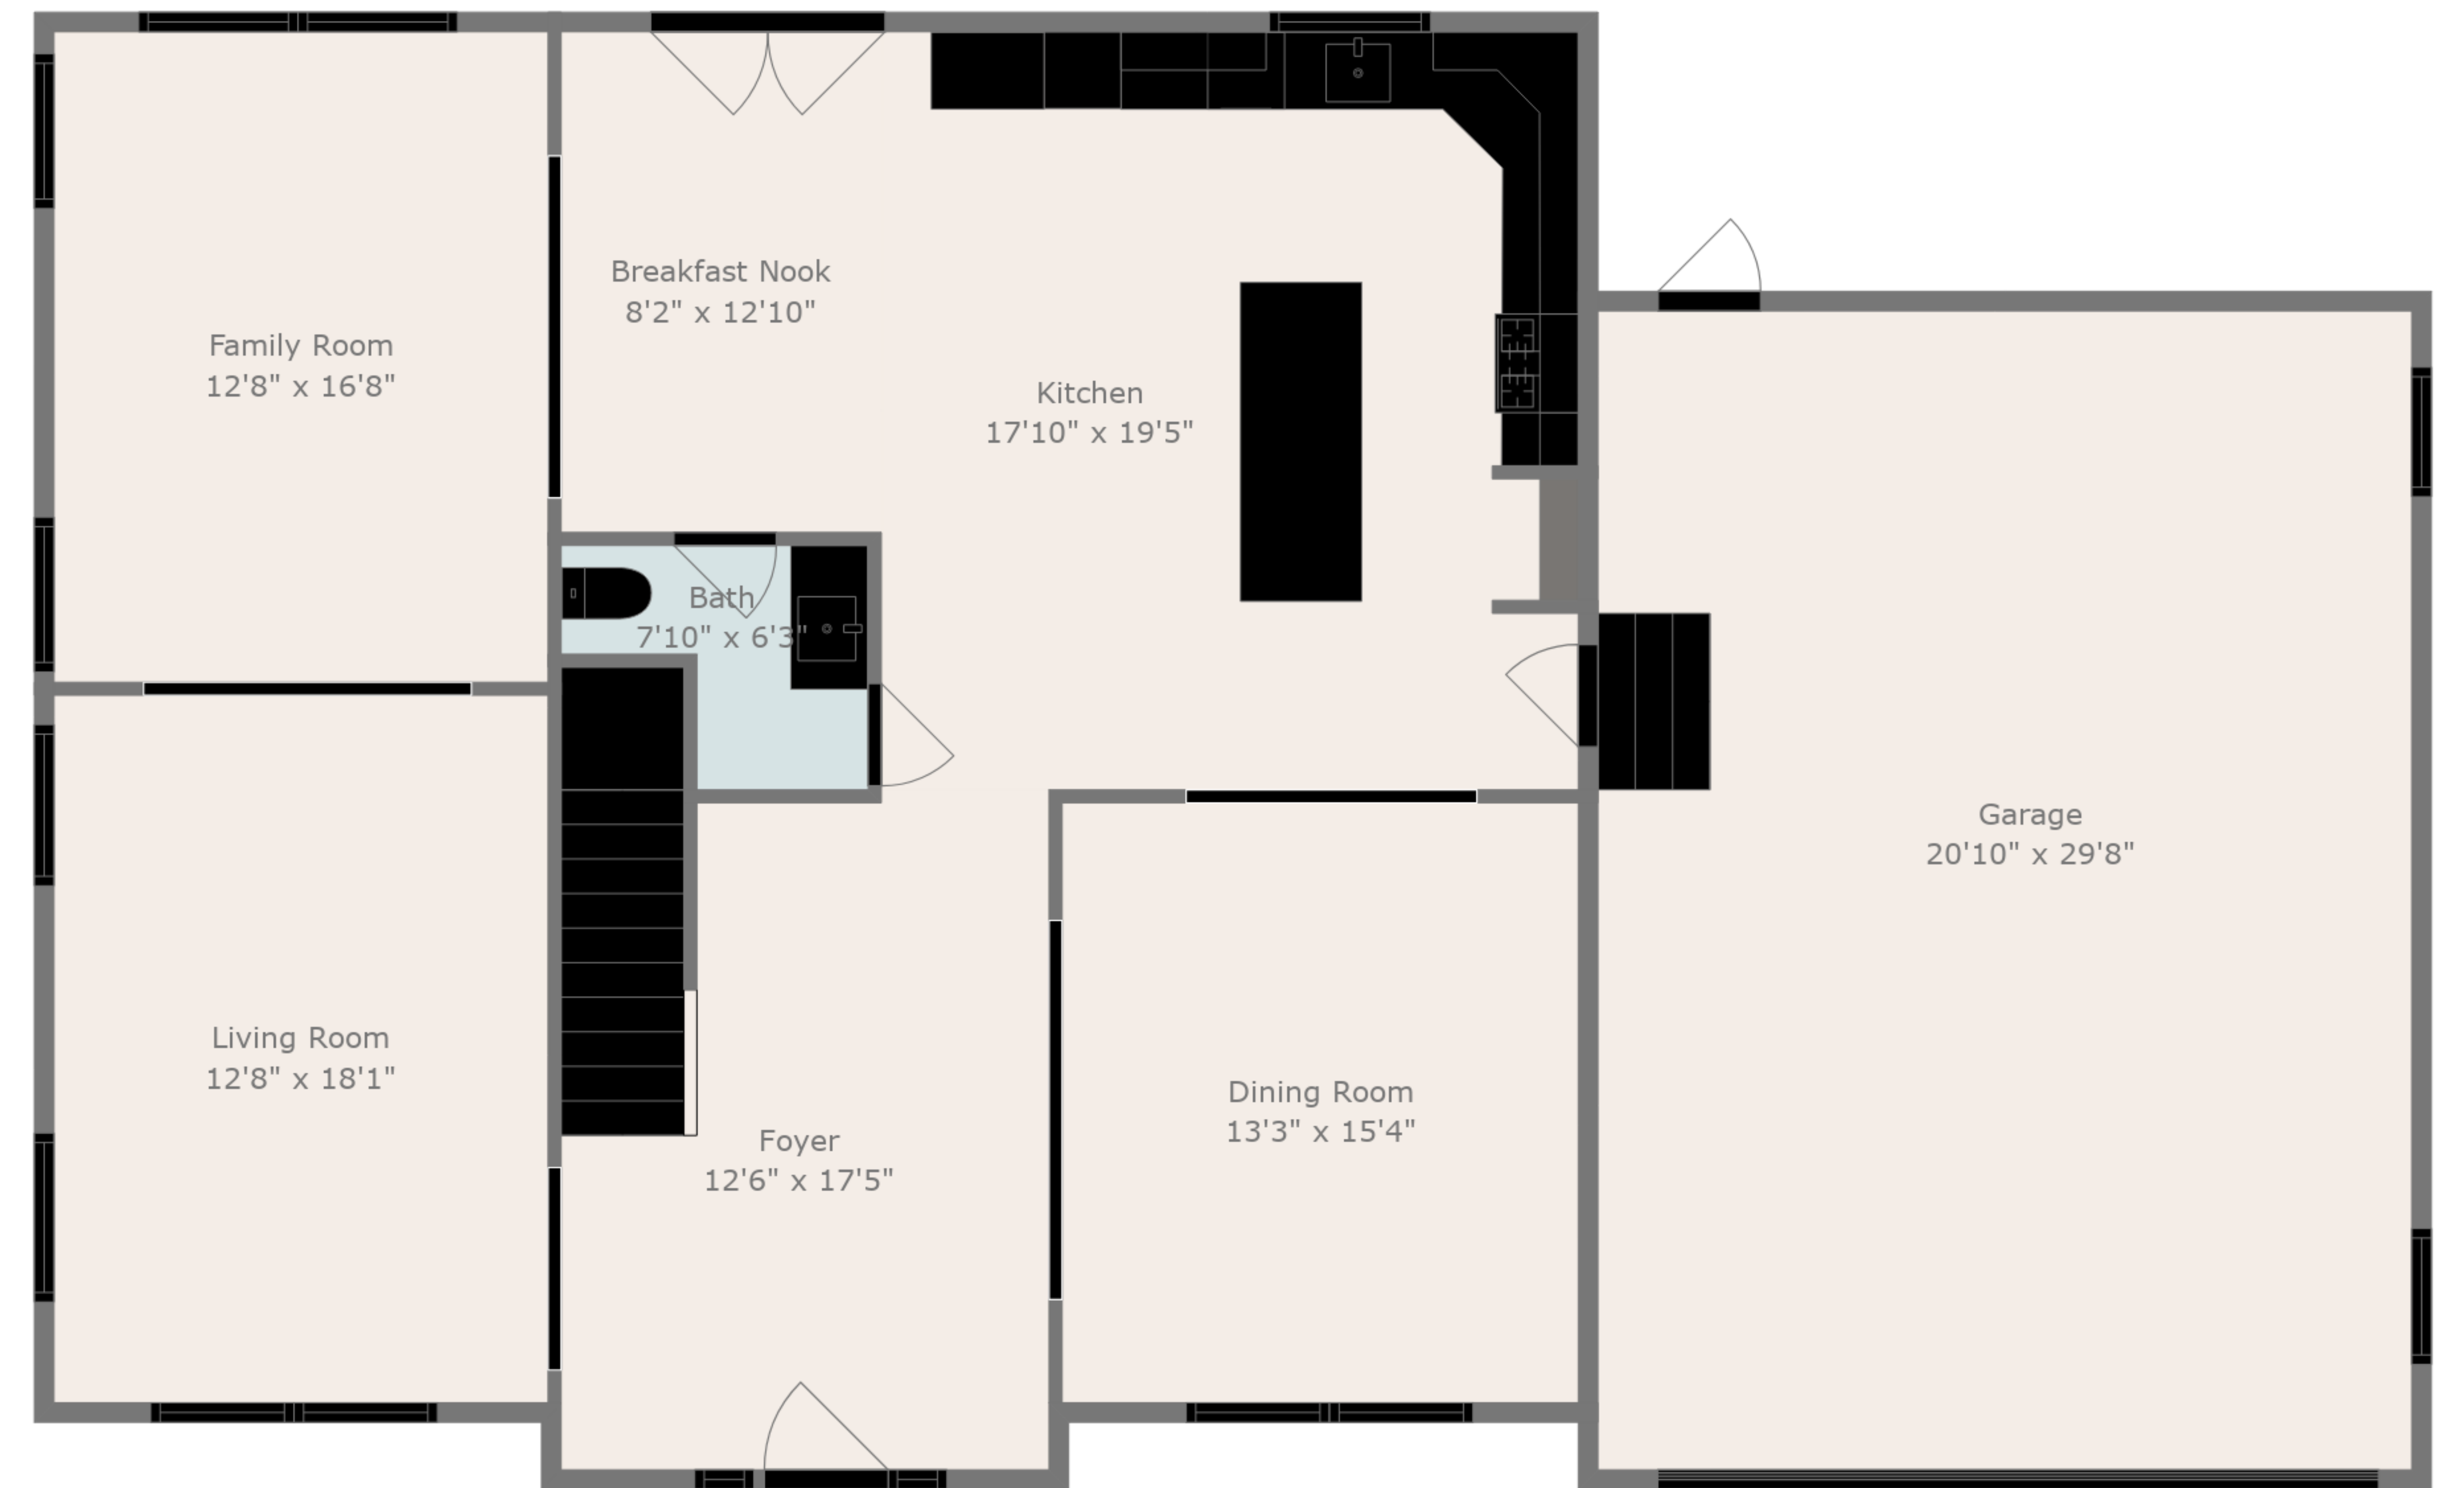 Breakfast Nook
8'2" x 12'10"
Family Room
12'8" x 16'8"
Kitchen
17'10" x 19'5"
Bath
7'10" x 6'3"
Garage
20'10" x 29'8"
Living Room
12'8" x 18'1"
Dining Room
13'3" x 15'4"
Foyer
12'6" x 17'5"